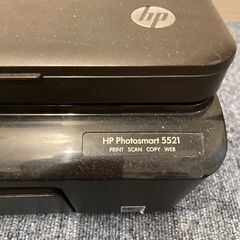 hp
HP Photosmart 5521
PRINT SCAN COPY WEB